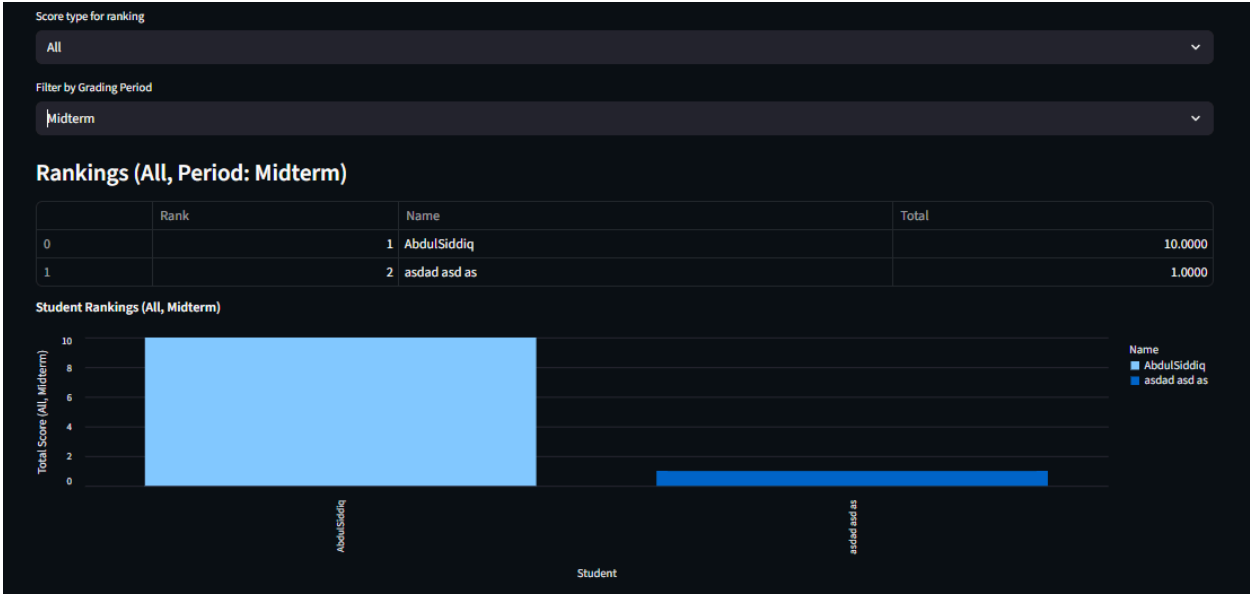 Score type for ranking
All
Filter by Grading Period
Midterm
Rankings (All, Period: Midterm)
Rank Name Total
0 1 AbdulSiddiq 10.0000
1 2 asdad asd as 1.0000
Student Rankings (All, Midterm)
Total Score (All, Midterm)
10
8
6
4
2
0
AbdulSiddiq
asdad asd as
Student
Name
AbdulSiddiq
asdad asd as